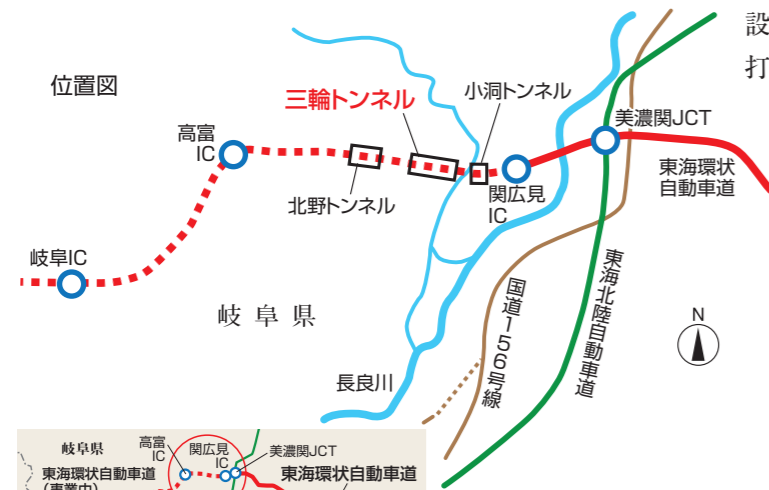 設
打
位置図
三輪トンネル
小洞トンネル
美濃関JCT
高富
IC
東海環状
自動車道
関広見
IC
北野トンネル
岐阜IC
岐阜県
東海北陸自動車道
国道156号線
N
長良川
岐阜県
高富
IC
関広見
IC
美濃関JCT
東海環状自動車道
(事業中)
東海環状自動車道